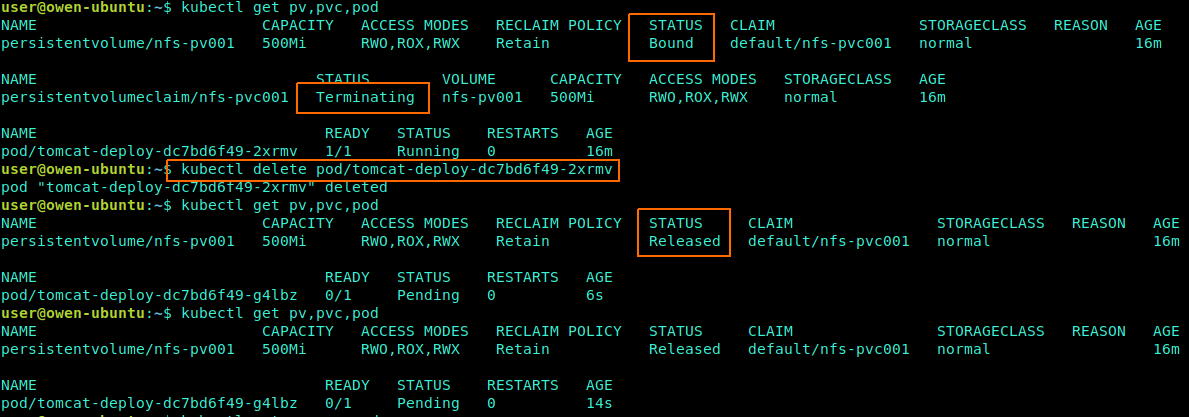 user@owen-ubuntu:~$ kubectl get pv,pvc,pod
NAME CAPACITY ACCESS MODES RECLAIM POLICY STATUS CLAIM STORAGECLASS REASON AGE
persistentvolume/nfs-pv001 500Mi RWO,ROX,RWX Retain Bound default/nfs-pvc001 normal 16m
NAME STATUS VOLUME CAPACITY ACCESS MODES STORAGECLASS AGE
persistentvolumeclaim/nfs-pvc001 Terminating nfs-pv001 500Mi RWO,ROX,RWX normal 16m
NAME READY STATUS RESTARTS AGE
pod/tomcat-deploy-dc7bd6f49-2xrmv 1/1 Running 0 16m
user@owen-ubuntu:~$ kubectl delete pod/tomcat-deploy-dc7bd6f49-2xrmv
pod "tomcat-deploy-dc7bd6f49-2xrmv" deleted
user@owen-ubuntu:~$ kubectl get pv,pvc,pod
NAME CAPACITY ACCESS MODES RECLAIM POLICY STATUS CLAIM STORAGECLASS REASON AGE
persistentvolume/nfs-pv001 500Mi RWO,ROX,RWX Retain Released default/nfs-pvc001 normal 16m
NAME READY STATUS RESTARTS AGE
pod/tomcat-deploy-dc7bd6f49-g4lbz 0/1 Pending 0 6s
user@owen-ubuntu:~$ kubectl get pv,pvc,pod
NAME CAPACITY ACCESS MODES RECLAIM POLICY STATUS CLAIM STORAGECLASS REASON AGE
persistentvolume/nfs-pv001 500Mi RWO,ROX,RWX Retain Released default/nfs-pvc001 normal 16m
NAME READY STATUS RESTARTS AGE
pod/tomcat-deploy-dc7bd6f49-g4lbz 0/1 Pending 0 14s